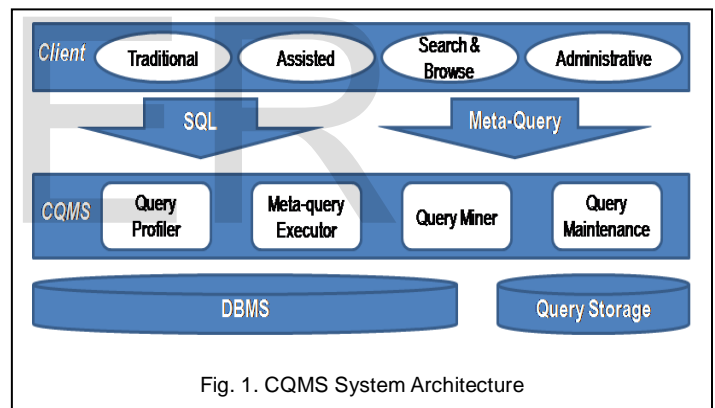 Client
Traditional
Assisted
Search &
Browse
Administrative
SQL
Meta-Query
CQMS
Query
Profiler
Meta-query
Executor
Query Miner
Query
Maintenance
DBMS
Query Storage
Fig. 1. CQMS System Architecture
ER